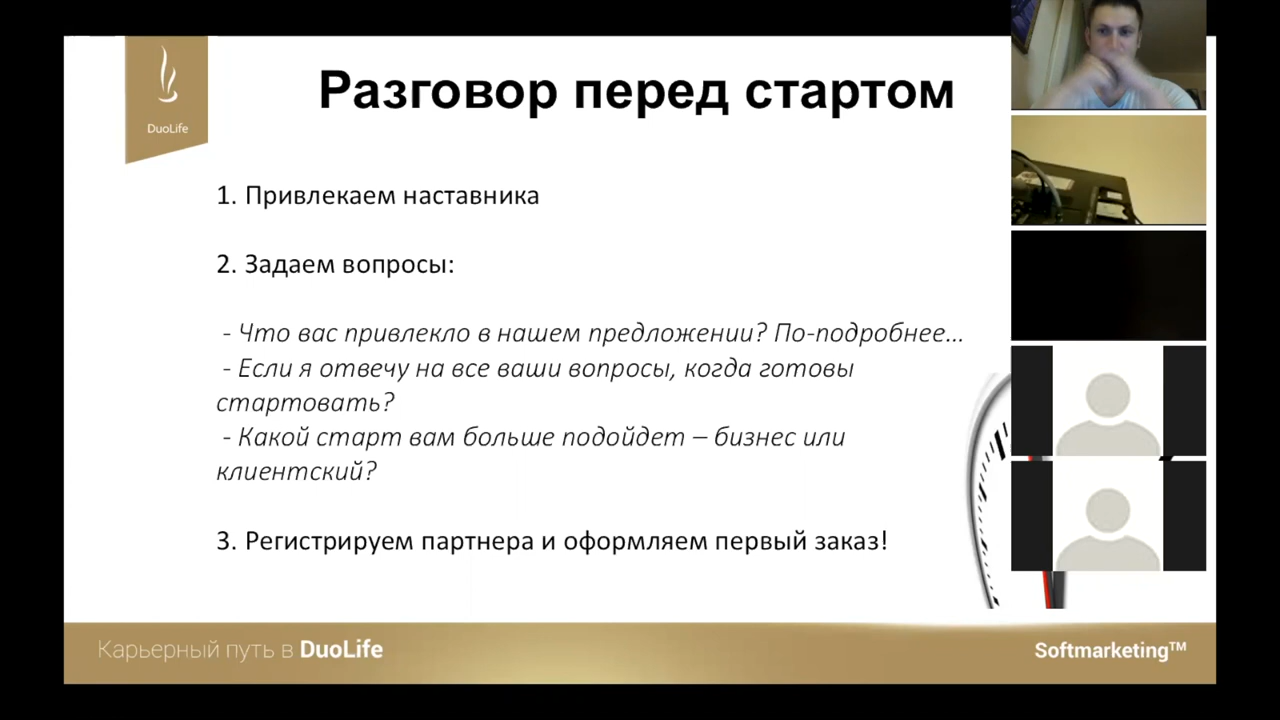 DuoLife
Разговор перед стартом
1. Привлекаем наставника
2. Задаем вопросы:
- Что вас привлекло в нашем предложении? По-подробнее...
- Если я отвечу на все ваши вопросы, когда готовы
стартовать?
- Какой старт вам больше подойдет – бизнес или
клиентский?
3. Регистрируем партнера и оформляем первый заказ!
Карьерный путь в DuoLife
Softmarketing™